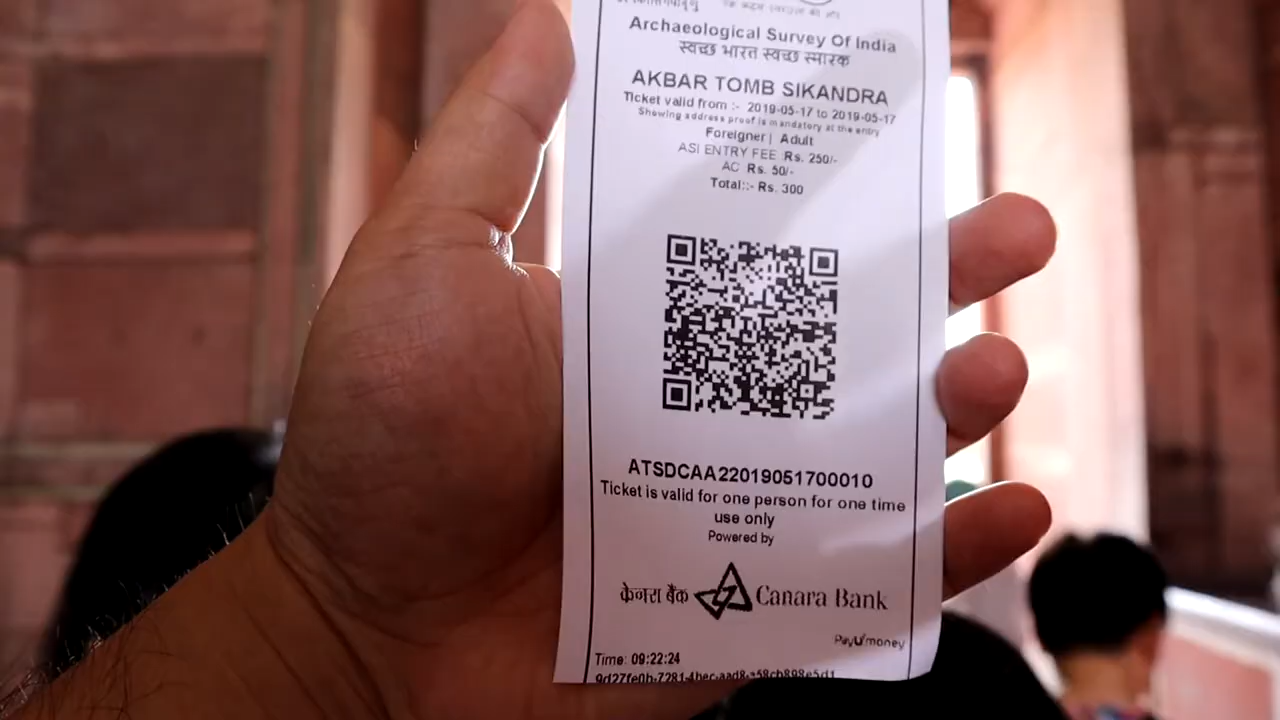 Archaeological Survey Of India
स्वच्छ भारत स्वच्छ स्मारक
AKBAR TOMB SIKANDRA
Ticket valid from :- 2019-05-17 to 2019-05-17
Showing address proof is mandatory at the entry
Foreigner | Adult
ASI ENTRY FEE Rs. 250/-
AC Rs. 50/-
Total::- Rs. 300
ATSDCAA22019051700010
Ticket is valid for one person for one time
use only
Powered by
केनरा बैंक Canara Bank
PayUmoney
Time: 09:22:24